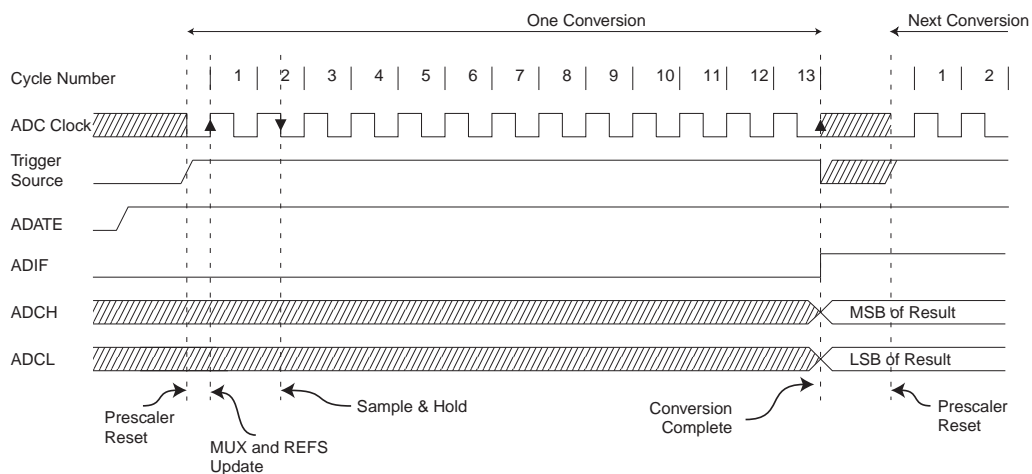 One Conversion
Next Conversion
Cycle Number
1 2 3 4 5 6 7 8 9 10 11 12 13 1 2
ADC Clock
Trigger
Source
ADATE
ADIF
ADCH
MSB of Result
ADCL
LSB of Result
Prescaler
Reset
MUX and REFS
Update
Sample & Hold
Conversion
Complete
Prescaler
Reset